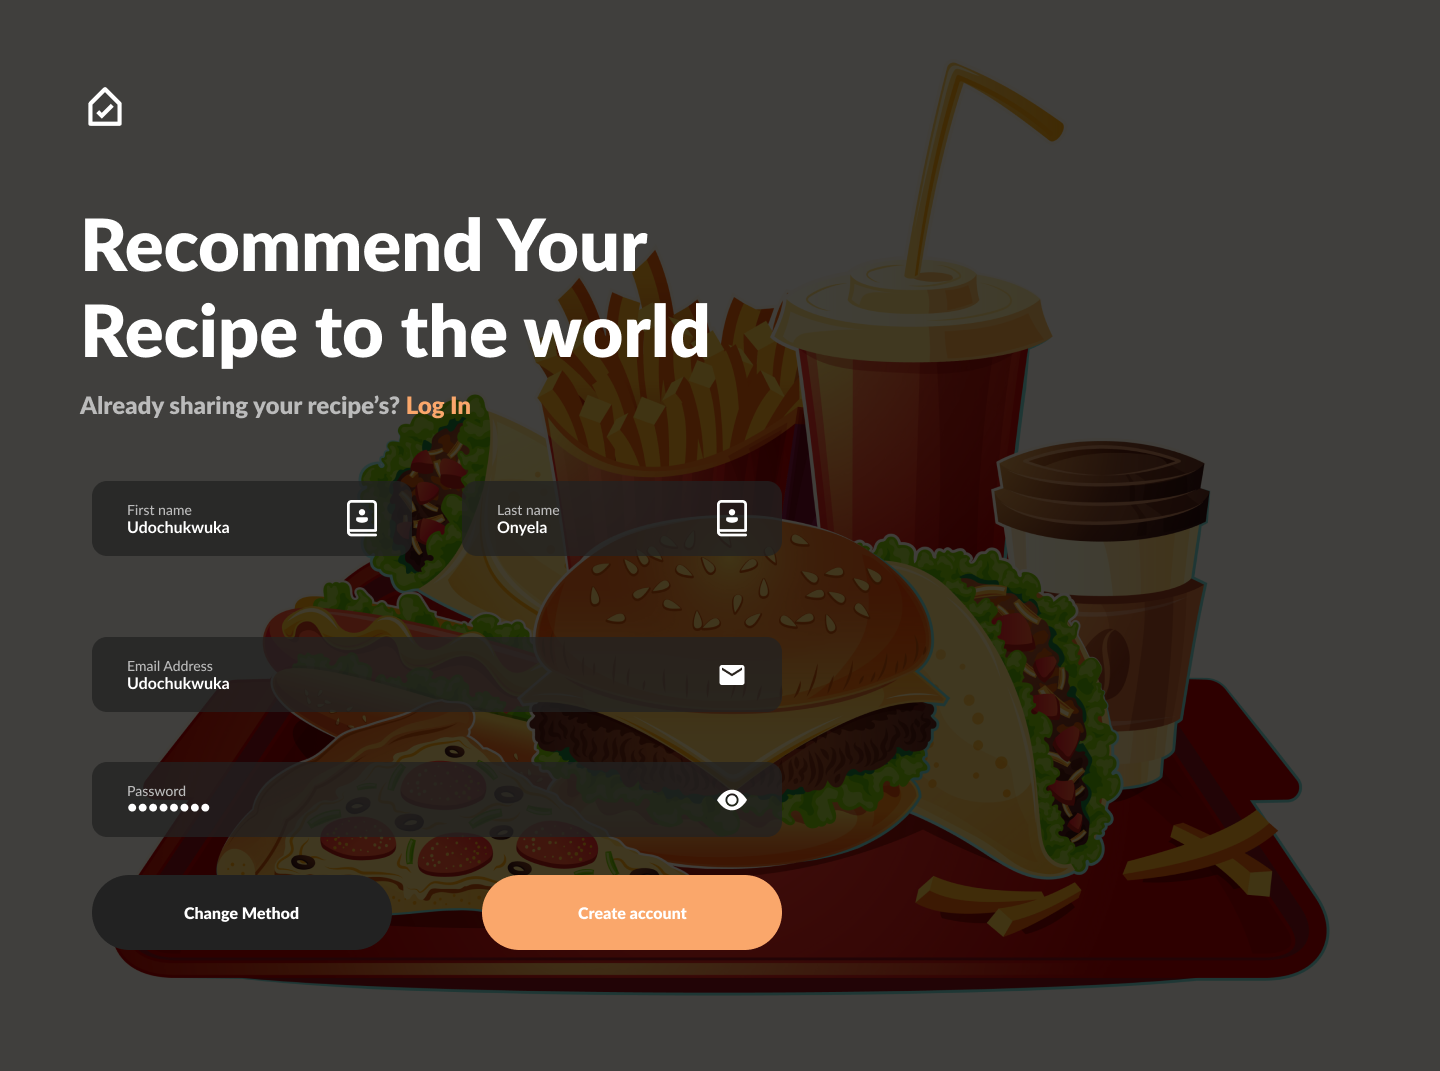 Recommend Your
Recipe to the world
Already sharing your recipe’s? Log In
First name
Udochukwuka
Last name
Onyela
Email Address
Udochukwuka
Password
Change Method
Create account